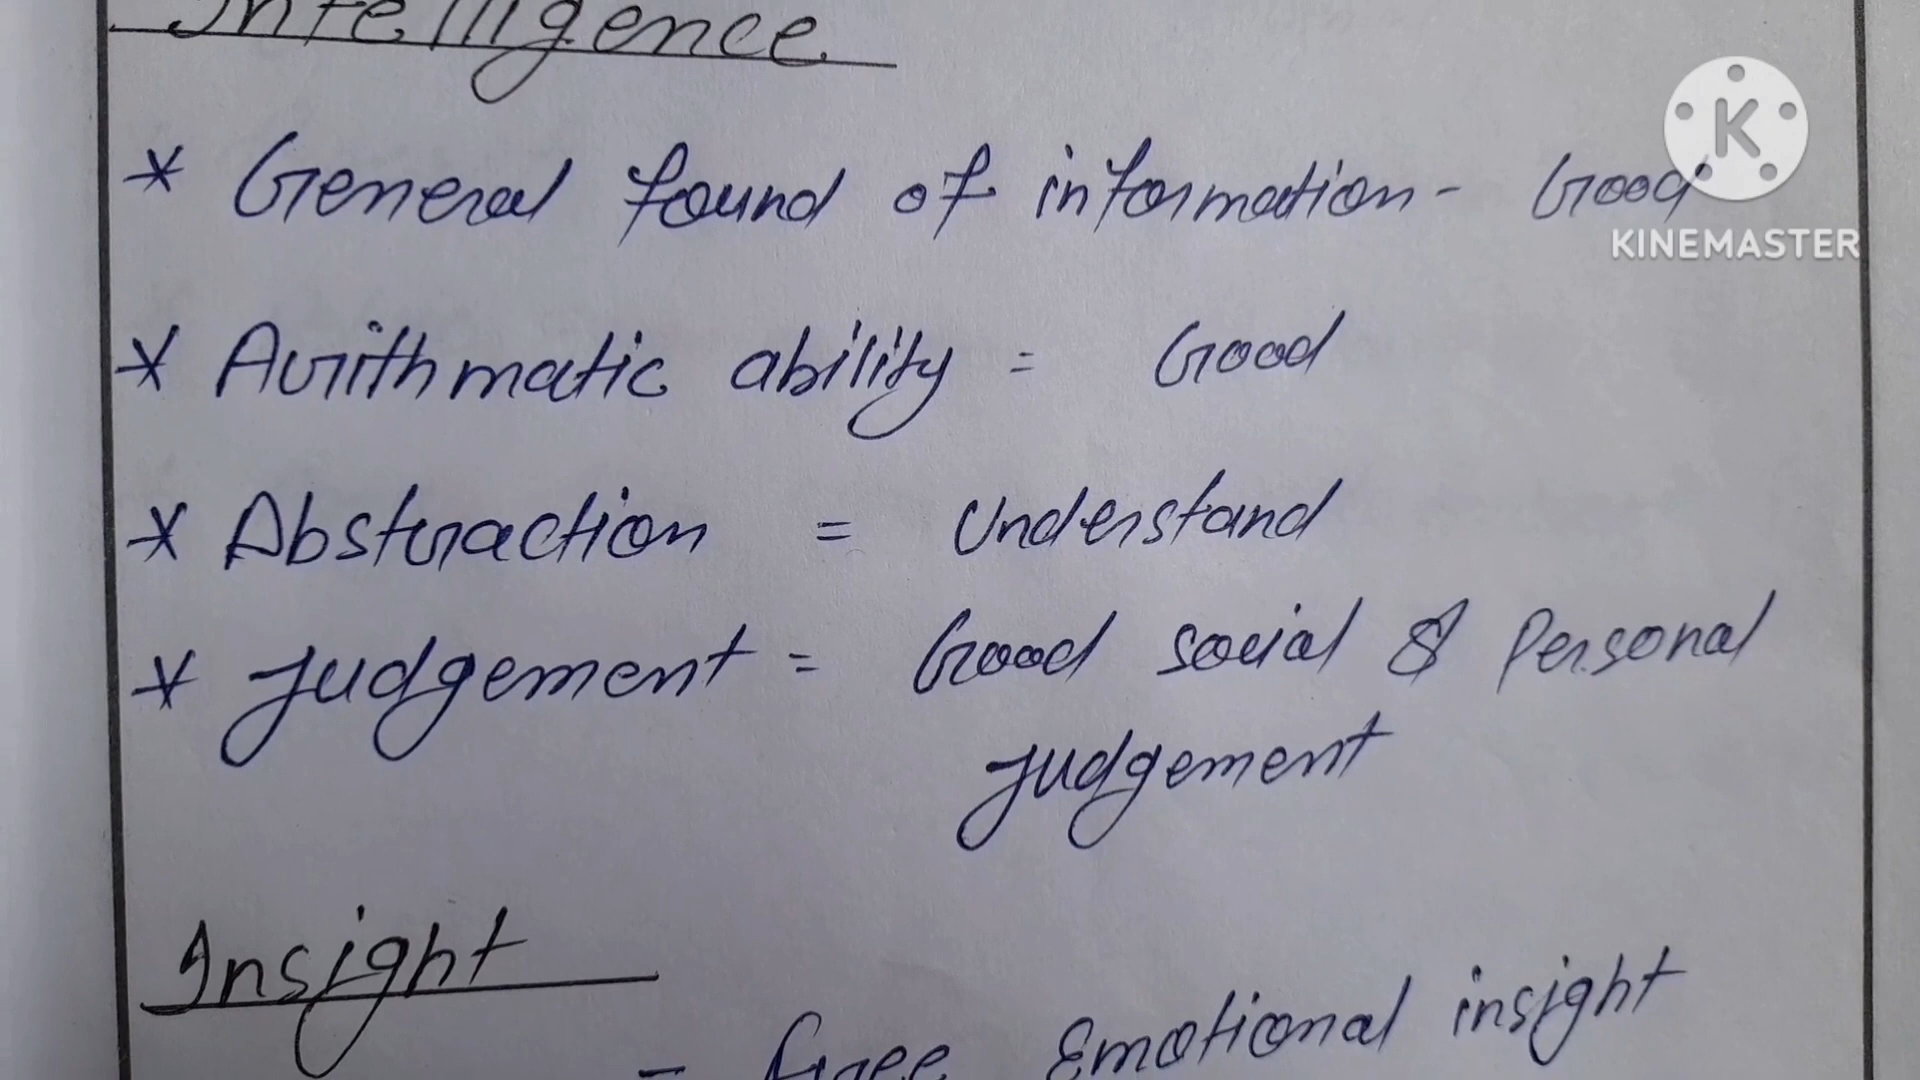 Intelligence
* General found of information - Good
K
KINEMASTER
* Arithmatic ability = Good
* Abstraction = Understand
* Judgement = Good social & Personal
Judgement
Insight
- Emotional insight